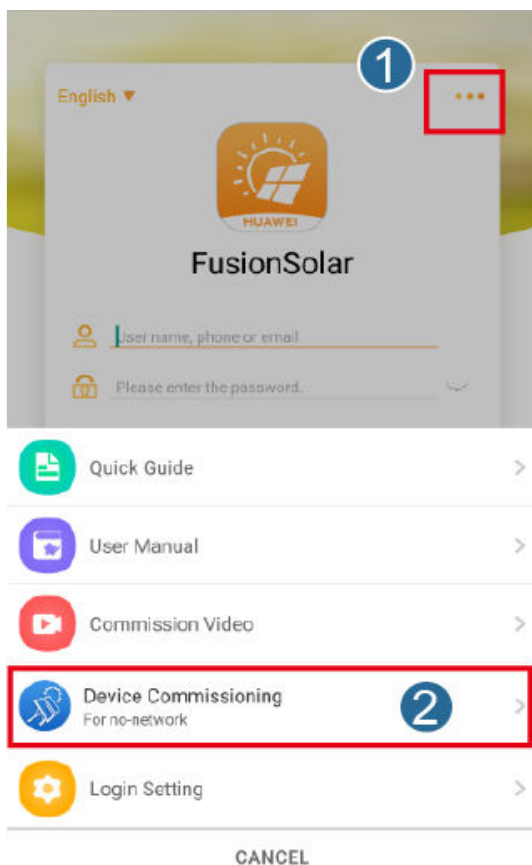 1
English ▼
HUAWEI
FusionSolar
User name, phone or email
Please enter the password.
Quick Guide
User Manual
Commission Video
Device Commissioning
For no-network
2
Login Setting
CANCEL